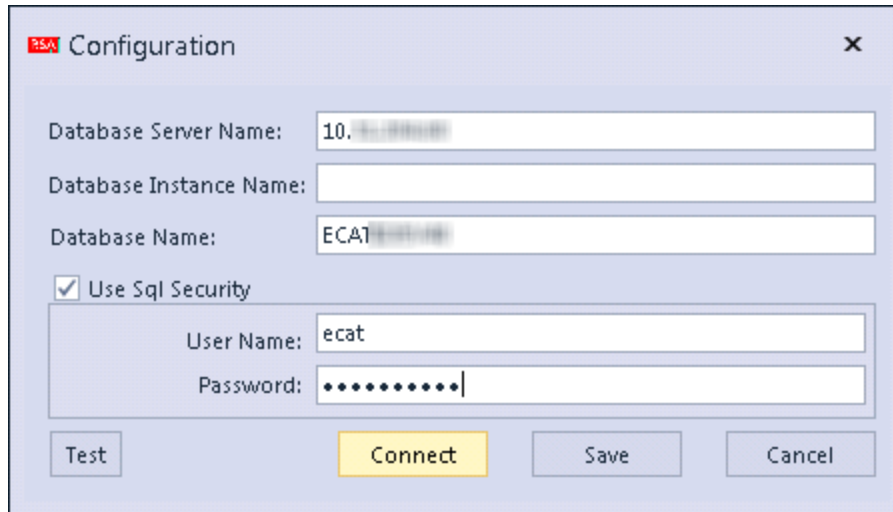 RSA Configuration
Database Server Name: 10.
Database Instance Name:
Database Name: ECAT
Use Sql Security
User Name: ecat
Password: ••••••••••
Test Connect Save Cancel